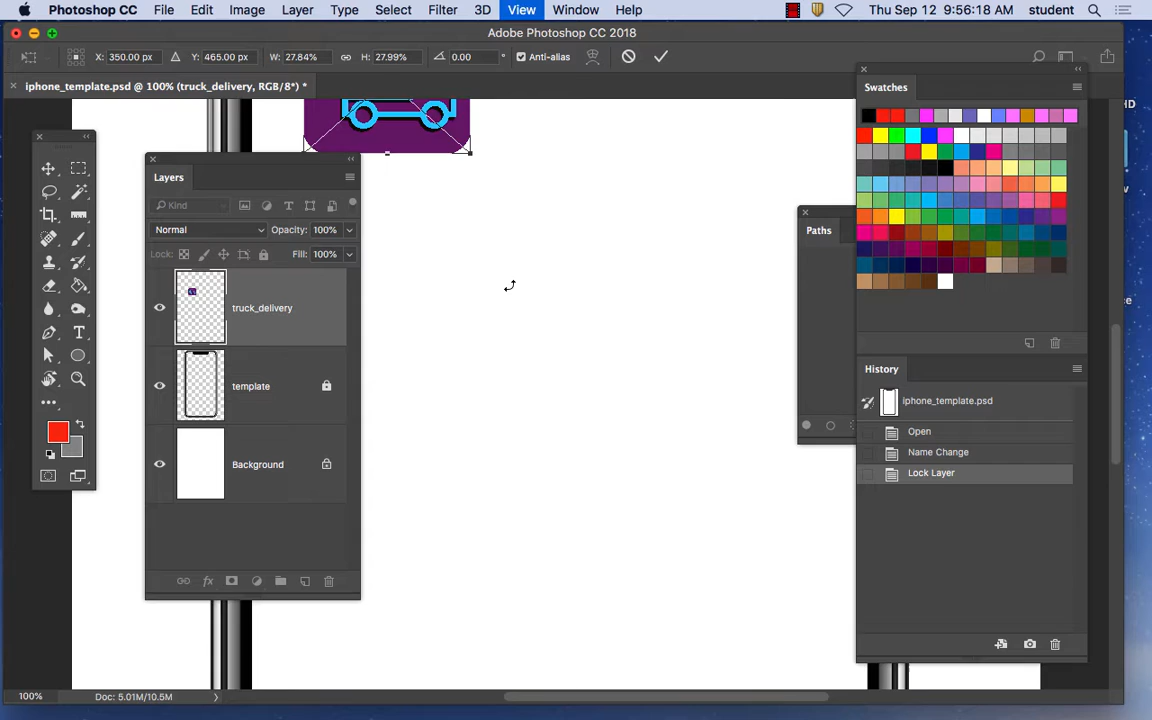 Photoshop CC File Edit Image Layer Type Select Filter 3D View Window Help Thu Sep 12 9:56:18 AM student
Adobe Photoshop CC 2018
X: 350.00 px Y: 465.00 px W: 27.84% H: 27.99% 0.00 ° Anti-alias
iphone_template.psd @ 100% (truck_delivery, RGB/8*) *
Swatches
HD
Layers
Kind
Normal Opacity: 100%
Lock: Fill: 100%
Paths
truck_delivery
template
Background
History
iphone_template.psd
Open
Name Change
Lock Layer
100% Doc: 5.01M/10.5M